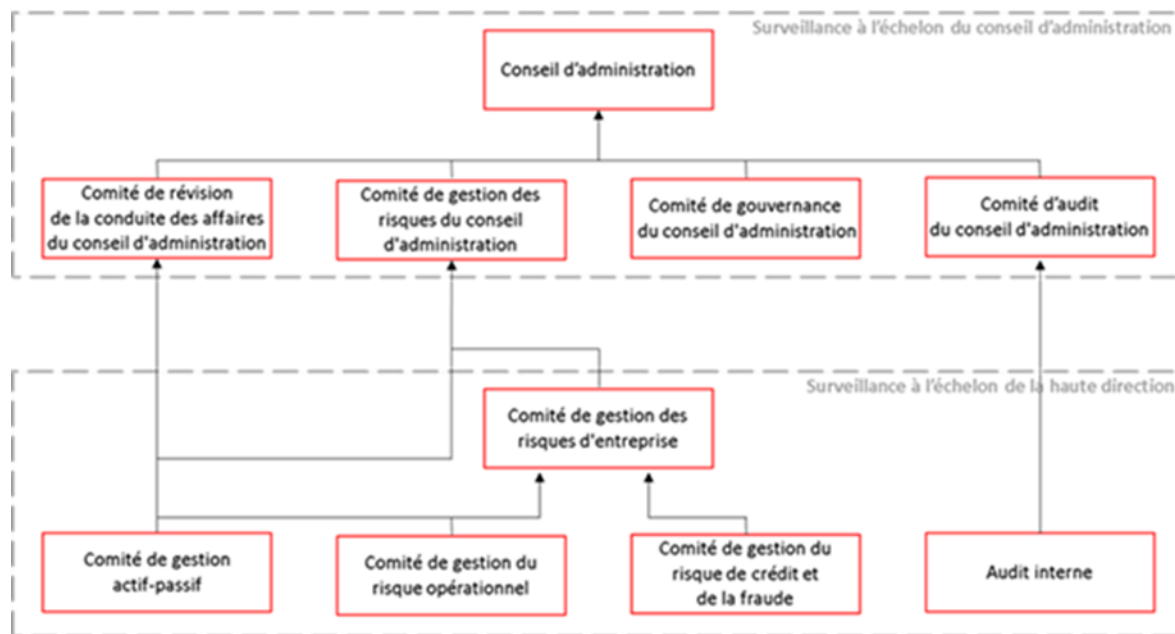 Surveillance à l'échelon du conseil d'administration
Conseil d'administration
Comité de révision
de la conduite des affaires
du conseil d'administration
Comité de gestion des
risques du conseil
d'administration
Comité de gouvernance
du conseil d'administration
Comité d'audit
du conseil d'administration
Surveillance à l'échelon de la haute direction
Comité de gestion des
risques d'entreprise
Comité de gestion
actif-passif
Comité de gestion du
risque opérationnel
Comité de gestion du
risque de crédit et
de la fraude
Audit interne